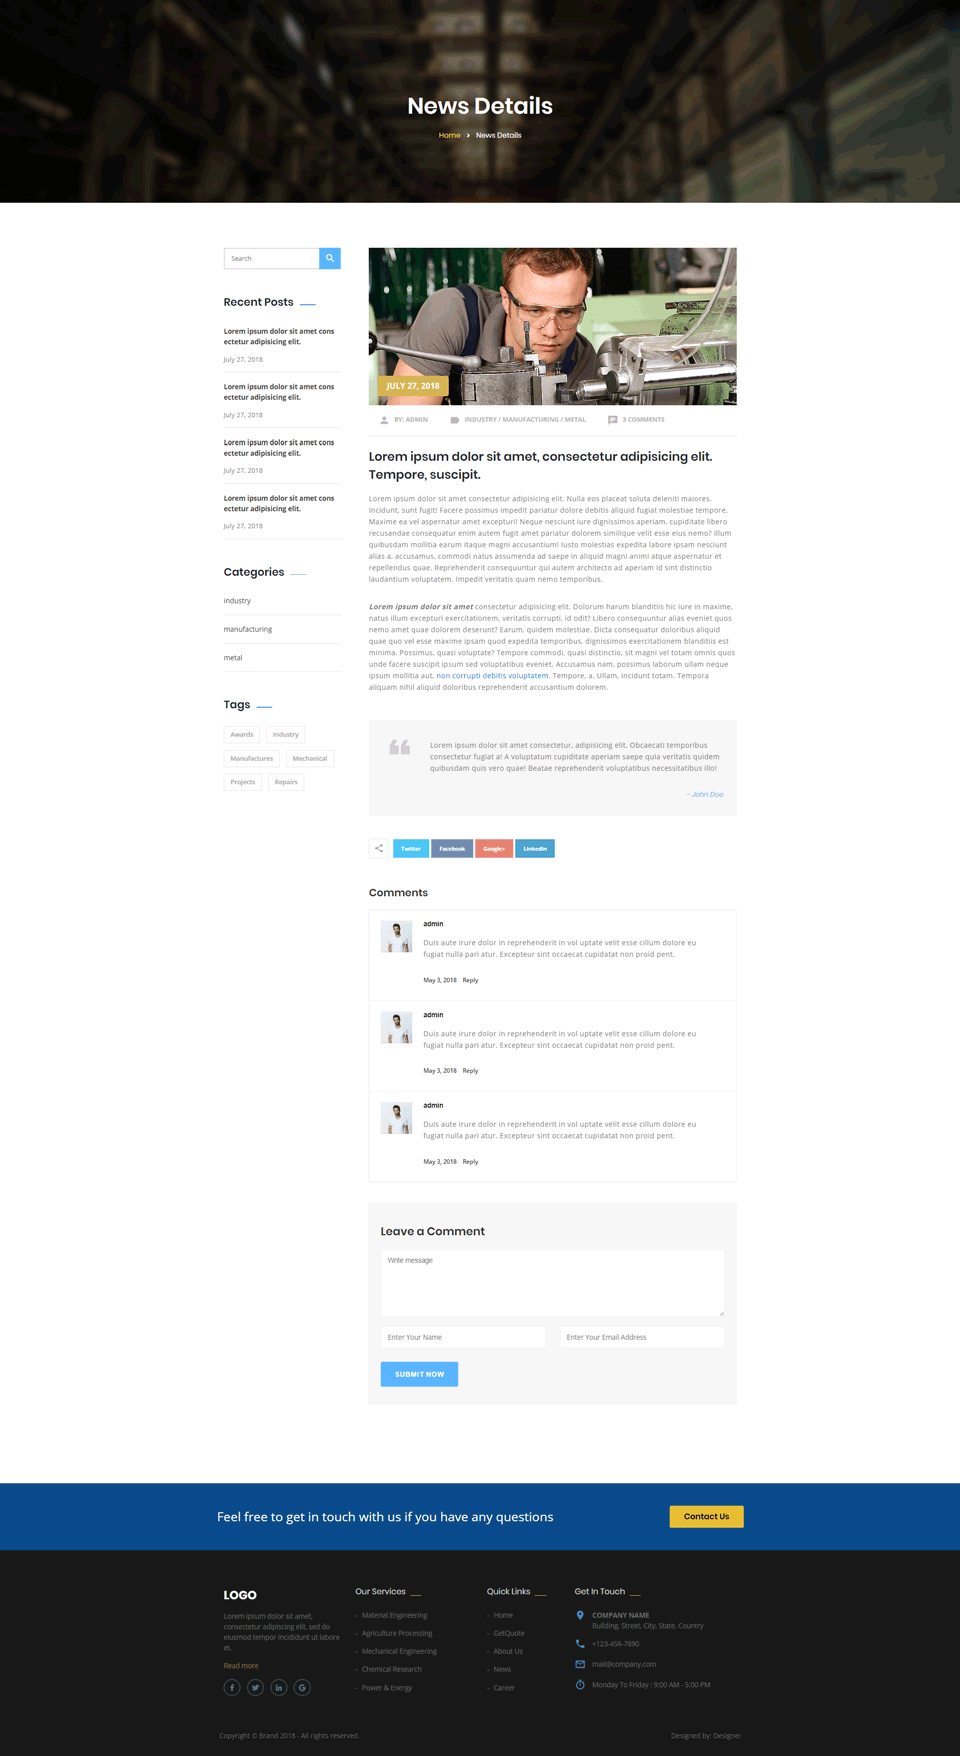 News Details
Home > News Details
Search
Recent Posts
Lorem ipsum dolor sit amet cons
ectetur adipisicing elit.
July 27, 2018
Lorem ipsum dolor sit amet cons
ectetur adipisicing elit.
July 27, 2018
Lorem ipsum dolor sit amet cons
ectetur adipisicing elit.
July 27, 2018
Lorem ipsum dolor sit amet cons
ectetur adipisicing elit.
July 27, 2018
Categories
industry
manufacturing
metal
Tags
Awards
Industry
Manufactures
Mechanical
Projects
Repairs
JULY 27, 2018
BY: ADMIN
INDUSTRY / MANUFACTURING / METAL
3 COMMENTS
Lorem ipsum dolor sit amet, consectetur adipisicing elit.
Tempore, suscipit.
Lorem ipsum dolor sit amet consectetur adipisicing elit. Nulla eos placeat soluta deleniti maiores,
incidunt, sunt fugit! Facere possimus impedit pariatur dolore debitis aliquid fugiat molestiae tempore.
Maxime ea vel aspernatur amet excepturi! Neque nesciunt iure dignissimos aperiam, cupiditate libero
recusandae consequatur enim autem fugit amet pariatur dolorem similique velit esse eius nemo? Illum
quibusdam mollitia earum itaque magni accusantium! Iusto molestias expedita labore ipsam nesciunt
alias a, accusamus, commodi natus assumenda ad saepe in aliquid magni animi atque aspernatur et
repellendus quae. Reprehenderit consequuntur qui autem architecto ad aperiam id sint distinctio
laudantium voluptatem. impedit veritatis quam nemo temporibus.
Lorem ipsum dolor sit amet consectetur adipisicing elit. Dolorum harum blanditiis hic iure in maxime,
natus illum excepturi exercitationem, veritatis corrupti, id odit? Libero consequuntur alias eveniet quos
nemo amet quae dolorem deserunt? Earum, quidem molestiae. Dicta consequatur doloribus aliquid
quae quo vel esse maxime ipsam quod expedita temporibus, dignissimos exercitationem blanditiis est
minima. Possimus, quasi voluptate? Tempore commodi, quasi distinctio, sit magni vel totam omnis quos
unde facere suscipit ipsum sed voluptatibus eveniet. Accusamus nam, possimus laborum ullam neque
ipsum mollitia aut, non corrupti debitis voluptatem. Tempore, a. Ullam, incidunt totam. Tempora
aliquam nihil aliquid doloribus reprehenderit accusantium dolorem.
Lorem ipsum dolor sit amet consectetur, adipisicing elit. Obcaecati temporibus
consectetur fugiat a! A voluptatum cupiditate aperiam saepe quia veritatis quidem
quibusdam quis vero quae! Beatae reprehenderit voluptatibus necessitatibus illo!
- John Doe
Twitter
Facebook
Google+
Linkedin
Comments
admin
Duis aute irure dolor in reprehenderit in vol uptate velit esse cillum dolore eu
fugiat nulla pari atur. Excepteur sint occaecat cupidatat non proid pent.
May 3, 2018 Reply
admin
Duis aute irure dolor in reprehenderit in vol uptate velit esse cillum dolore eu
fugiat nulla pari atur. Excepteur sint occaecat cupidatat non proid pent.
May 3, 2018 Reply
admin
Duis aute irure dolor in reprehenderit in vol uptate velit esse cillum dolore eu
fugiat nulla pari atur. Excepteur sint occaecat cupidatat non proid pent.
May 3, 2018 Reply
Leave a Comment
Write message
Enter Your Name
Enter Your Email Address
SUBMIT NOW
Feel free to get in touch with us if you have any questions
Contact Us
LOGO
Lorem ipsum dolor sit amet,
consectetur adipisicing elit, sed do
eiusmod tempor incididunt ut labore
et.
Read more
Our Services
- Material Engineering
- Agriculture Processing
- Mechanical Engineering
- Chemical Research
- Power & Energy
Quick Links
- Home
- GetQuote
- About Us
- News
- Career
Get In Touch
COMPANY NAME
Building, Street, City, State, Country
+123-456-7890
mail@company.com
Monday To Friday : 9:00 AM - 5:00 PM
Copyright © Brand 2018 - All rights reserved.
Designed by: Designer